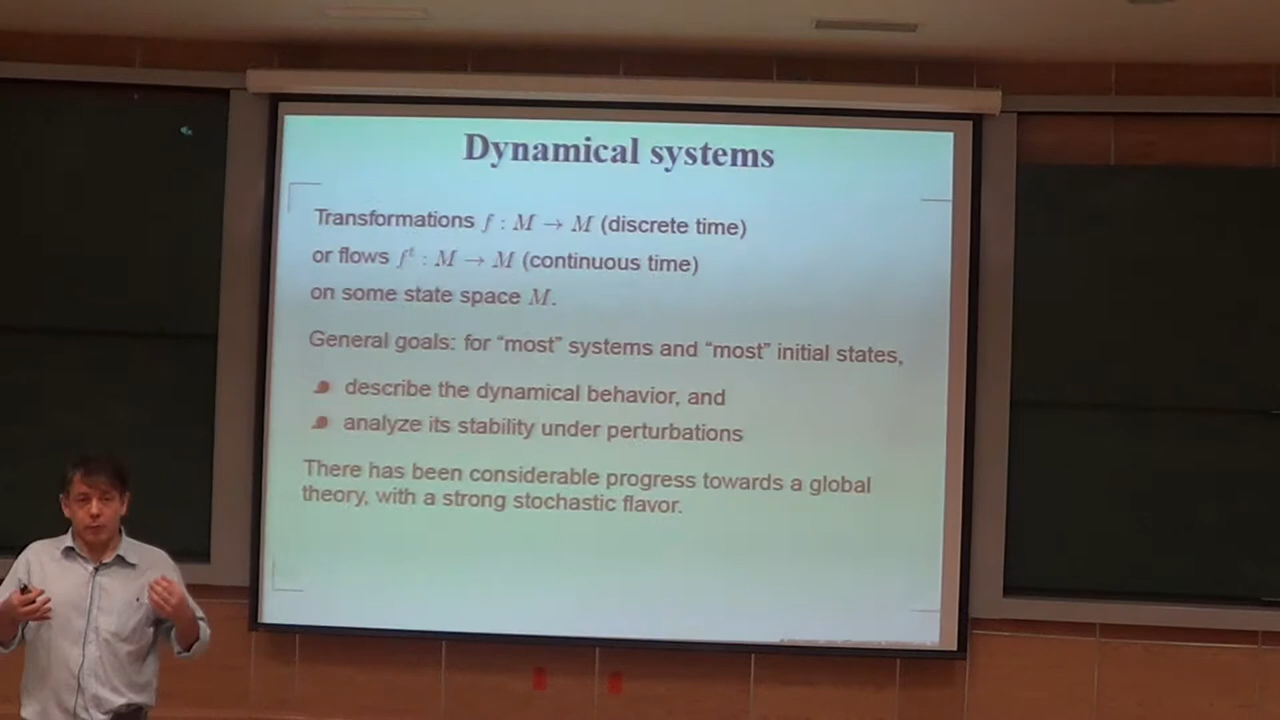 Dynamical systems
Transformations f : M → M (discrete time)
or flows fᵗ : M → M (continuous time)
on some state space M.
General goals: for “most” systems and “most” initial states,
describe the dynamical behavior, and
analyze its stability under perturbations
There has been considerable progress towards a global
theory, with a strong stochastic flavor.